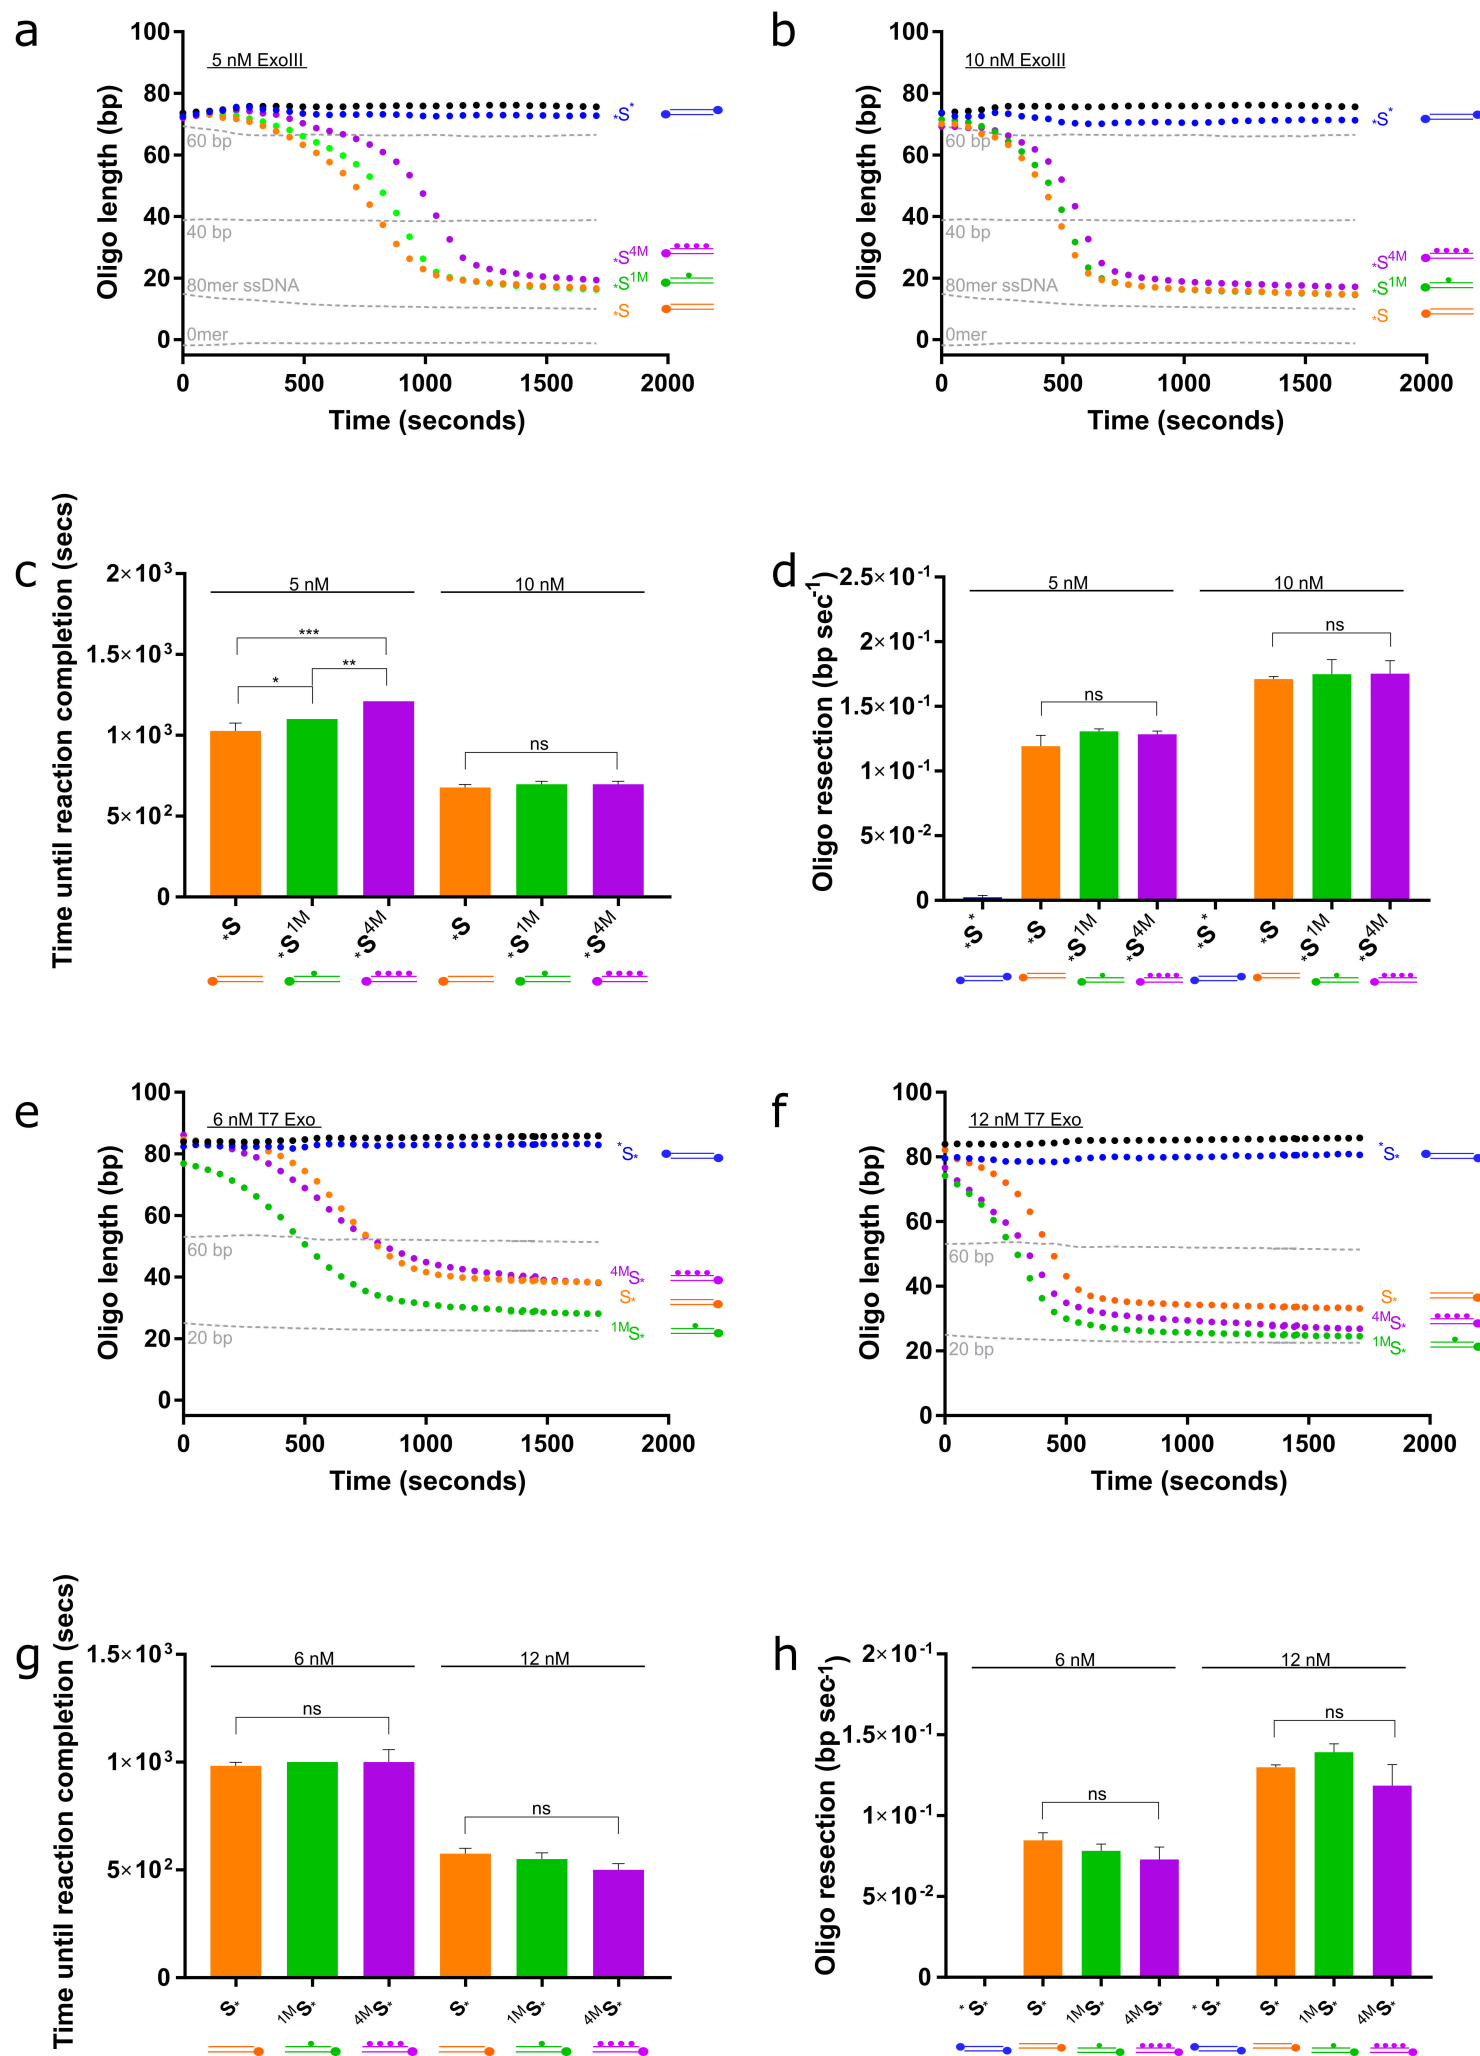 a
5 nM ExoIII
Oligo length (bp)
100
80
60
40
20
0
60 bp
40 bp
80mer ssDNA
0mer
*S*
*S4M
*S1M
*S
0 500 1000 1500 2000
Time (seconds)
b
10 nM ExoIII
Oligo length (bp)
100
80
60
40
20
0
60 bp
40 bp
80mer ssDNA
0mer
*S*
*S4M
*S1M
*S
0 500 1000 1500 2000
Time (seconds)
c
Time until reaction completion (secs)
2×10³
1.5×10³
1×10³
5×10²
0
5 nM 10 nM
***
**
*
ns
*S *S1M *S4M *S *S1M *S4M
d
Oligo resection (bp sec-1)
2.5×10-1
2×10-1
1.5×10-1
1×10-1
5×10-2
0
5 nM 10 nM
ns
ns
*S* *S *S1M *S4M *S* *S *S1M *S4M
e
6 nM T7 Exo
Oligo length (bp)
100
80
60
40
20
0
60 bp
20 bp
*S*
4MS*
S*
1MS*
0 500 1000 1500 2000
Time (seconds)
f
12 nM T7 Exo
Oligo length (bp)
100
80
60
40
20
0
60 bp
20 bp
*S*
S*
4MS*
1MS*
0 500 1000 1500 2000
Time (seconds)
g
Time until reaction completion (secs)
1.5×10³
1×10³
5×10²
0
6 nM 12 nM
ns
ns
S* 1MS* 4MS* S* 1MS* 4MS*
h
Oligo resection (bp sec-1)
2×10-1
1.5×10-1
1×10-1
5×10-2
0
6 nM 12 nM
ns
ns
*S* S* 1MS* 4MS* *S* S* 1MS* 4MS*